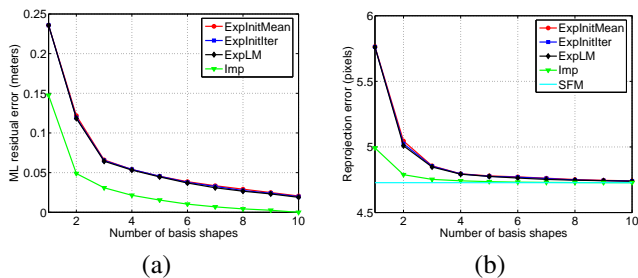 0.25
0.2
0.15
0.1
0.05
0
2
4
6
8
10
ML residual error (meters)
Number of basis shapes
ExpInitMean
ExpInitIter
ExpLM
Imp
(a)
6
5.5
5
4.5
2
4
6
8
10
Reprojection error (pixels)
Number of basis shapes
ExpInitMean
ExpInitIter
ExpLM
Imp
SFM
(b)